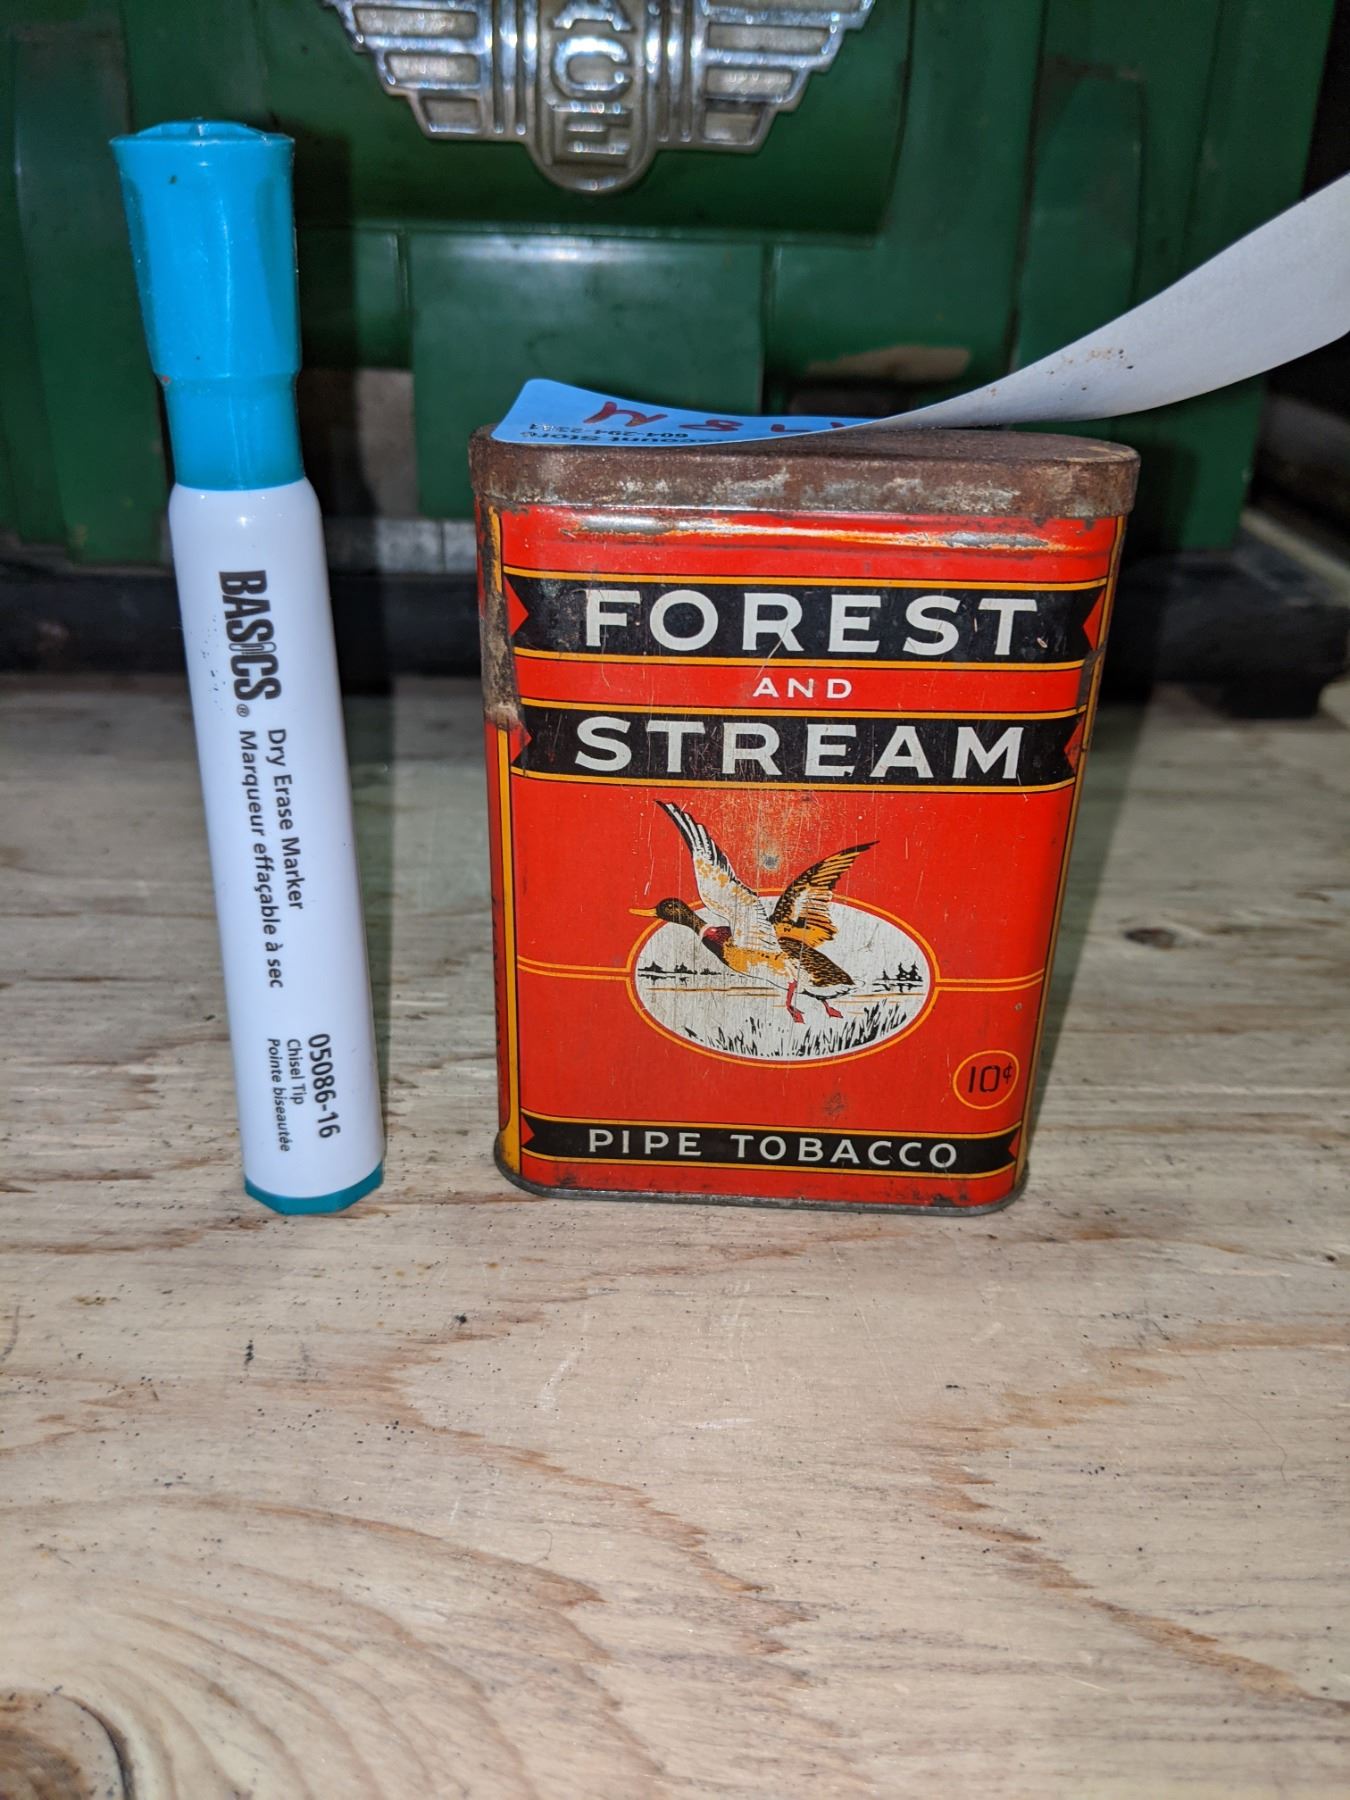 ACE
BASICS® Dry Erase Marker
Marqueur effaçable à sec
05086-16
Chisel Tip
Pointe biseautée
FOREST
AND
STREAM
10¢
PIPE TOBACCO